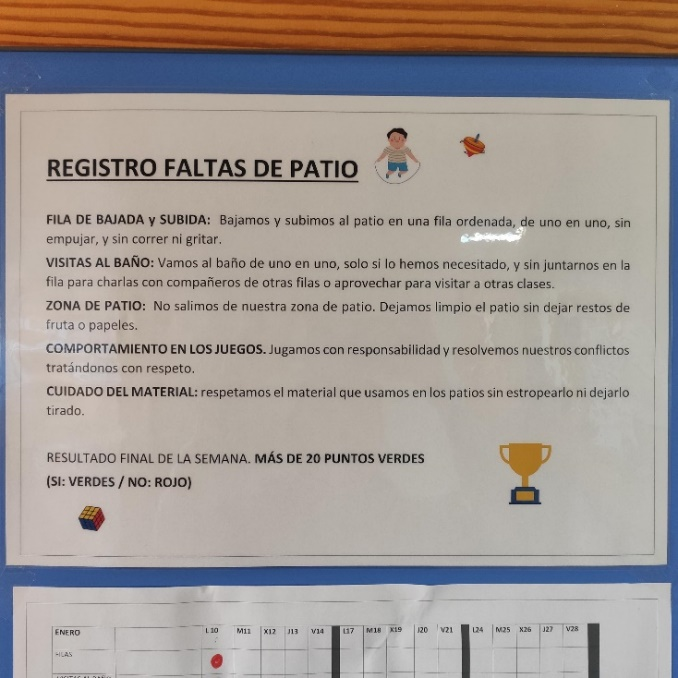 REGISTRO FALTAS DE PATIO
FILA DE BAJADA y SUBIDA: Bajamos y subimos al patio en una fila ordenada, de uno en uno, sin
empujar, y sin correr ni gritar.
VISITAS AL BAÑO: Vamos al baño de uno en uno, solo si lo hemos necesitado, y sin juntarnos en la
fila para charlas con compañeros de otras filas o aprovechar para visitar a otras clases.
ZONA DE PATIO: No salimos de nuestra zona de patio. Dejamos limpio el patio sin dejar restos de
fruta o papeles.
COMPORTAMIENTO EN LOS JUEGOS. Jugamos con responsabilidad y resolvemos nuestros conflictos
tratándonos con respeto.
CUIDADO DEL MATERIAL: respetamos el material que usamos en los patios sin estropearlo ni dejarlo
tirado.
RESULTADO FINAL DE LA SEMANA. MÁS DE 20 PUNTOS VERDES
(SI: VERDES / NO: ROJO)
ENERO L10 M11 X12 J13 V14 L17 M18 X19 J20 V21 L24 M25 X26 J27 V28
FILAS